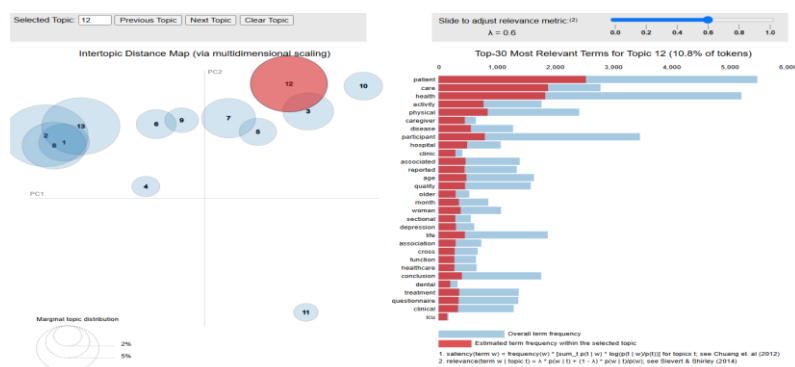 Selected Topic: 12 Previous Topic Next Topic Clear Topic
Slide to adjust relevance metric:(2)
λ = 0.6
0.0 0.2 0.4 0.6 0.8 1.0
Intertopic Distance Map (via multidimensional scaling)
PC2
PC1
12
10
3
13
2
1
6
9
7
5
4
11
Marginal topic distribution
2%
5%
Top-30 Most Relevant Terms for Topic 12 (10.8% of tokens)
0 1,000 2,000 3,000 4,000 5,000 6,000
patient
care
health
activity
physical
caregiver
disease
participant
hospital
clinic
associated
reported
age
quality
older
month
woman
sectional
depression
life
association
cross
function
healthcare
conclusion
dental
treatment
questionnaire
clinical
icu
Overall term frequency
Estimated term frequency within the selected topic
1. saliency(term w) = frequency(w) * [sum_t p(t | w) * log(p(t | w)/p(t))] for topics t; see Chuang et. al (2012)
2. relevance(term w | topic t) = λ * p(w | t) + (1 - λ) * p(w | t)/p(w); see Sievert & Shirley (2014)